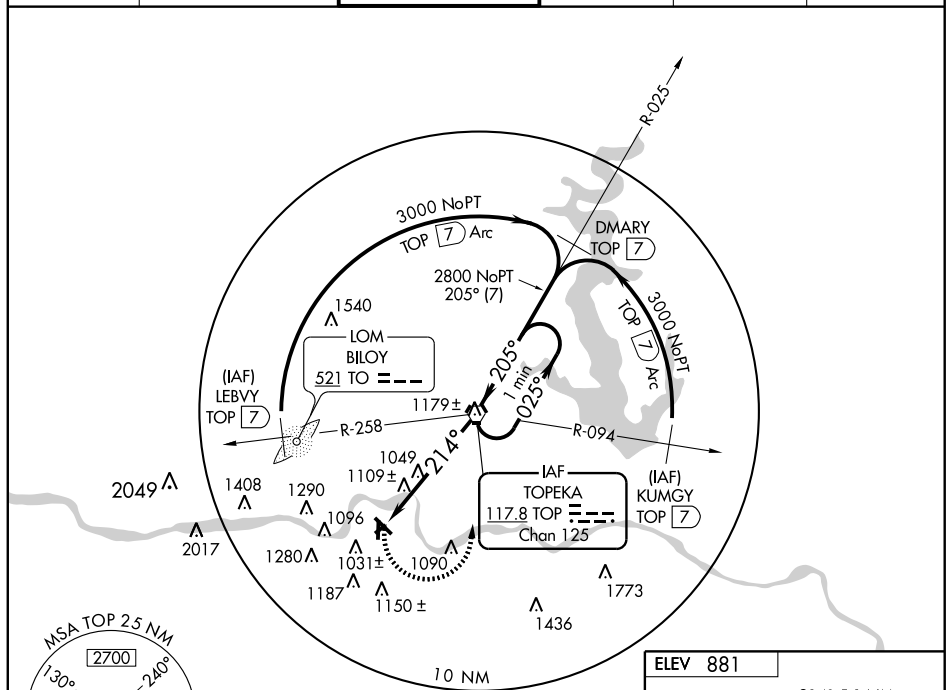 R-025
3000 NoPT
TOP 7 Arc
DMARY
TOP 7
2800 NoPT
205° (7)
3000 NoPT
TOP 7 Arc
1540
LOM
BILOY
521 TO
(IAF)
LEBVY
TOP 7
205°
1 min
025°
1179±
R-258
R-094
214°
1049
1109±
IAF
TOPEKA
117.8 TOP
Chan 125
(IAF)
KUMGY
TOP 7
2049
1408
1290
1096
2017
1280
1031±
1090
1187
1150 ±
1773
1436
MSA TOP 25 NM
2700
130°
240°
10 NM
ELEV 881